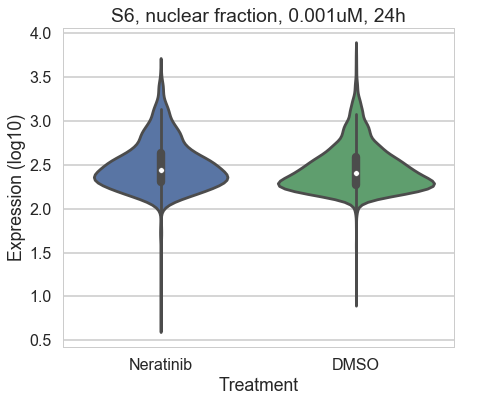 S6, nuclear fraction, 0.001uM, 24h
Expression (log10)
4.0
3.5
3.0
2.5
2.0
1.5
1.0
0.5
Neratinib DMSO
Treatment